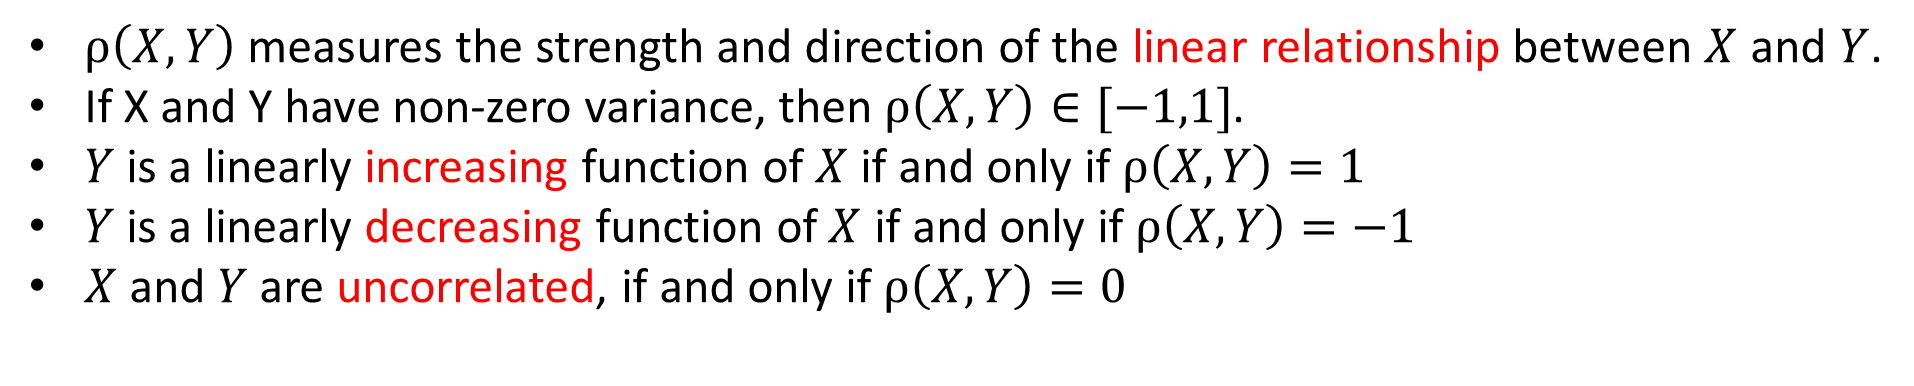 • ρ(X, Y) measures the strength and direction of the linear relationship between X and Y.
• If X and Y have non-zero variance, then ρ(X, Y) ∈ [−1,1].
• Y is a linearly increasing function of X if and only if ρ(X, Y) = 1
• Y is a linearly decreasing function of X if and only if ρ(X, Y) = −1
• X and Y are uncorrelated, if and only if ρ(X, Y) = 0